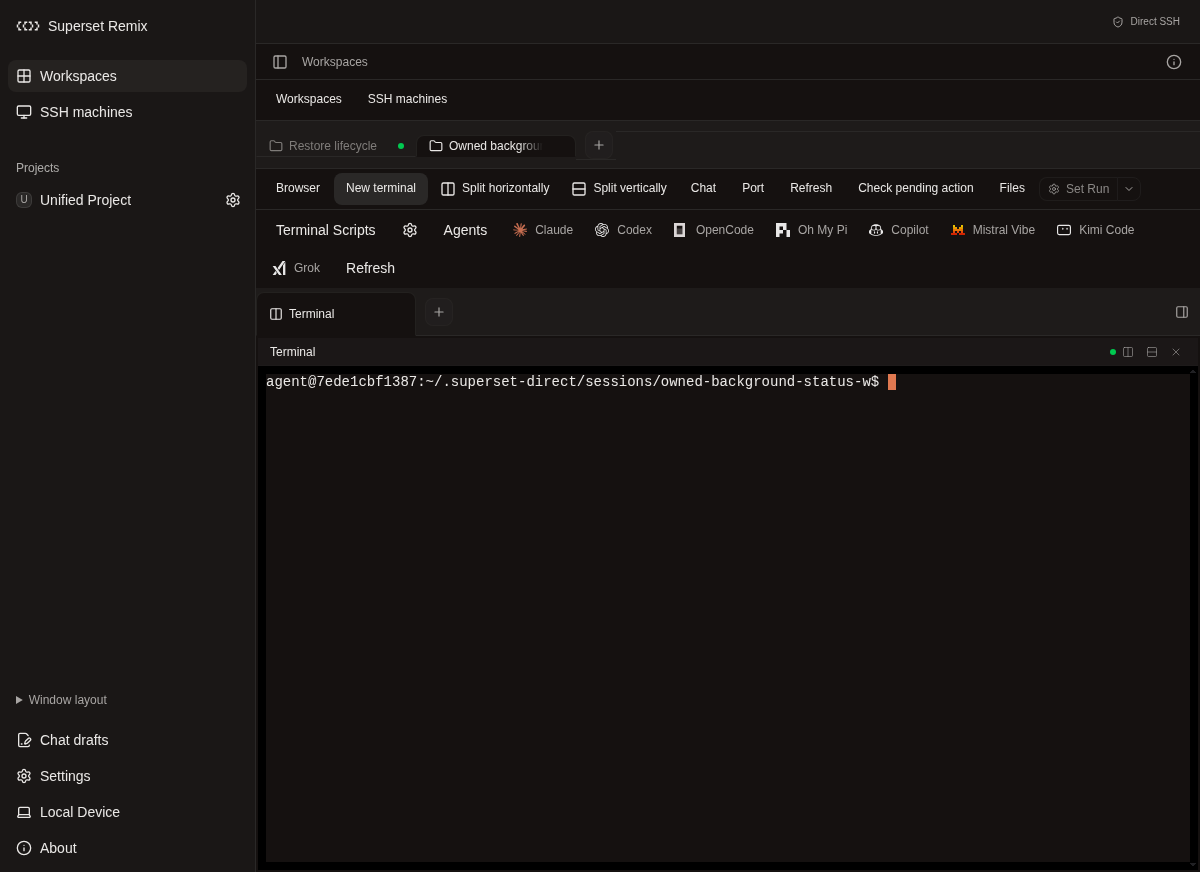 Superset Remix
Direct SSH
Workspaces
SSH machines
Projects
U Unified Project
Window layout
Chat drafts
Settings
Local Device
About
Workspaces
Workspaces SSH machines
Restore lifecycle Owned backgrou
Browser New terminal Split horizontally Split vertically Chat Port Refresh Check pending action Files Set Run
Terminal Scripts Agents Claude Codex OpenCode Oh My Pi Copilot Mistral Vibe Kimi Code
Grok Refresh
Terminal
Terminal
agent@7ede1cbf1387:~/.superset-direct/sessions/owned-background-status-w$